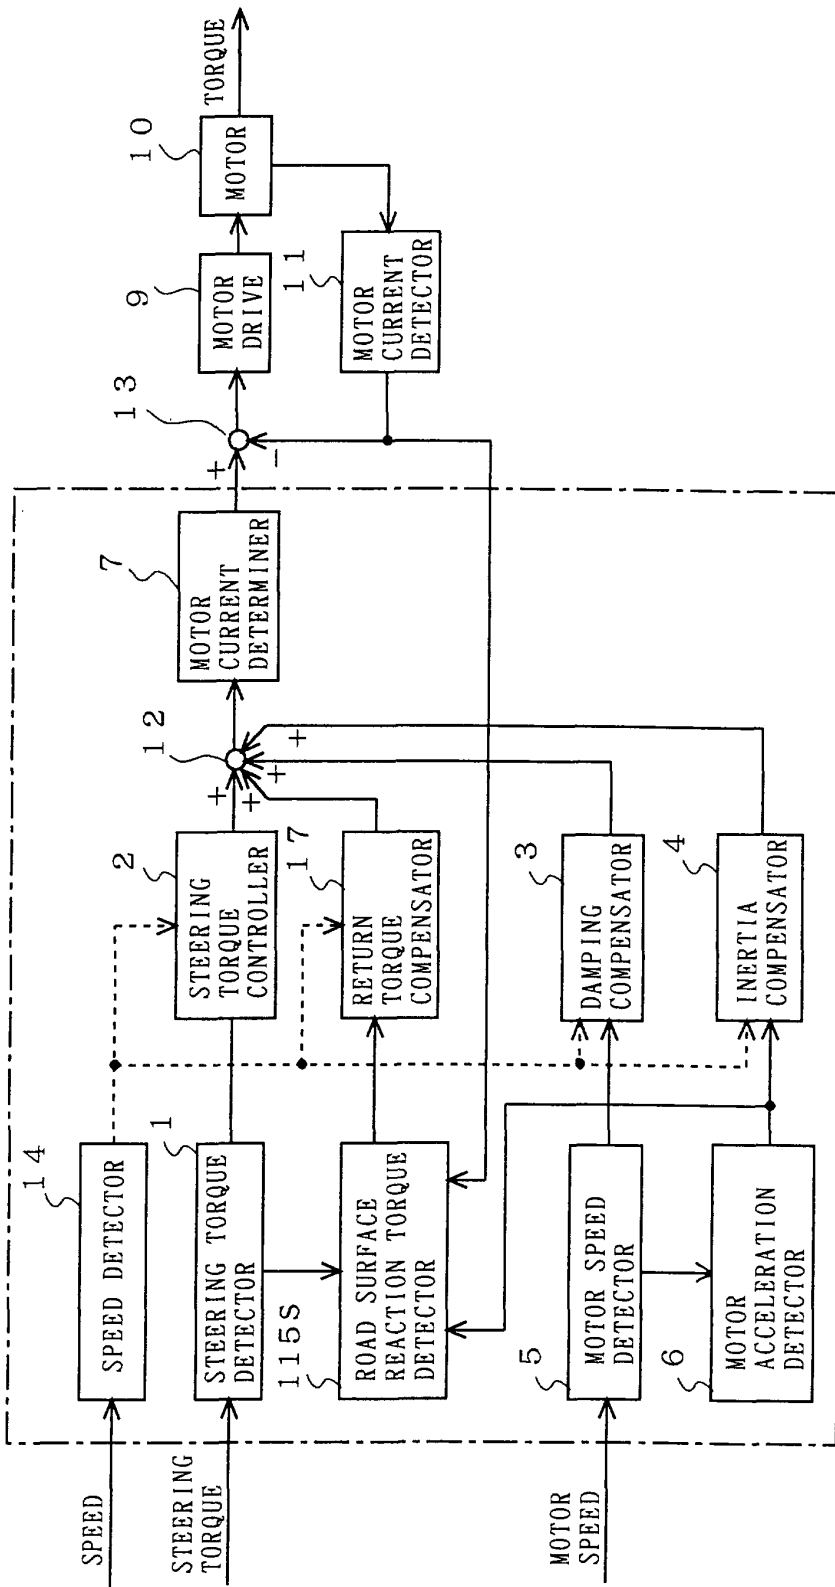 SPEED
14
SPEED DETECTOR
STEERING
TORQUE
1
STEERING TORQUE
DETECTOR
2
STEERING
TORQUE
CONTROLLER
+
+
+
+
12
7
MOTOR
CURRENT
DETERMINER
+
-
13
9
MOTOR
DRIVE
10
MOTOR
TORQUE
115S
ROAD SURFACE
REACTION TORQUE
DETECTOR
17
RETURN
TORQUE
COMPENSATOR
11
MOTOR
CURRENT
DETECTOR
MOTOR
SPEED
5
MOTOR SPEED
DETECTOR
3
DAMPING
COMPENSATOR
6
MOTOR
ACCELERATION
DETECTOR
4
INERTIA
COMPENSATOR